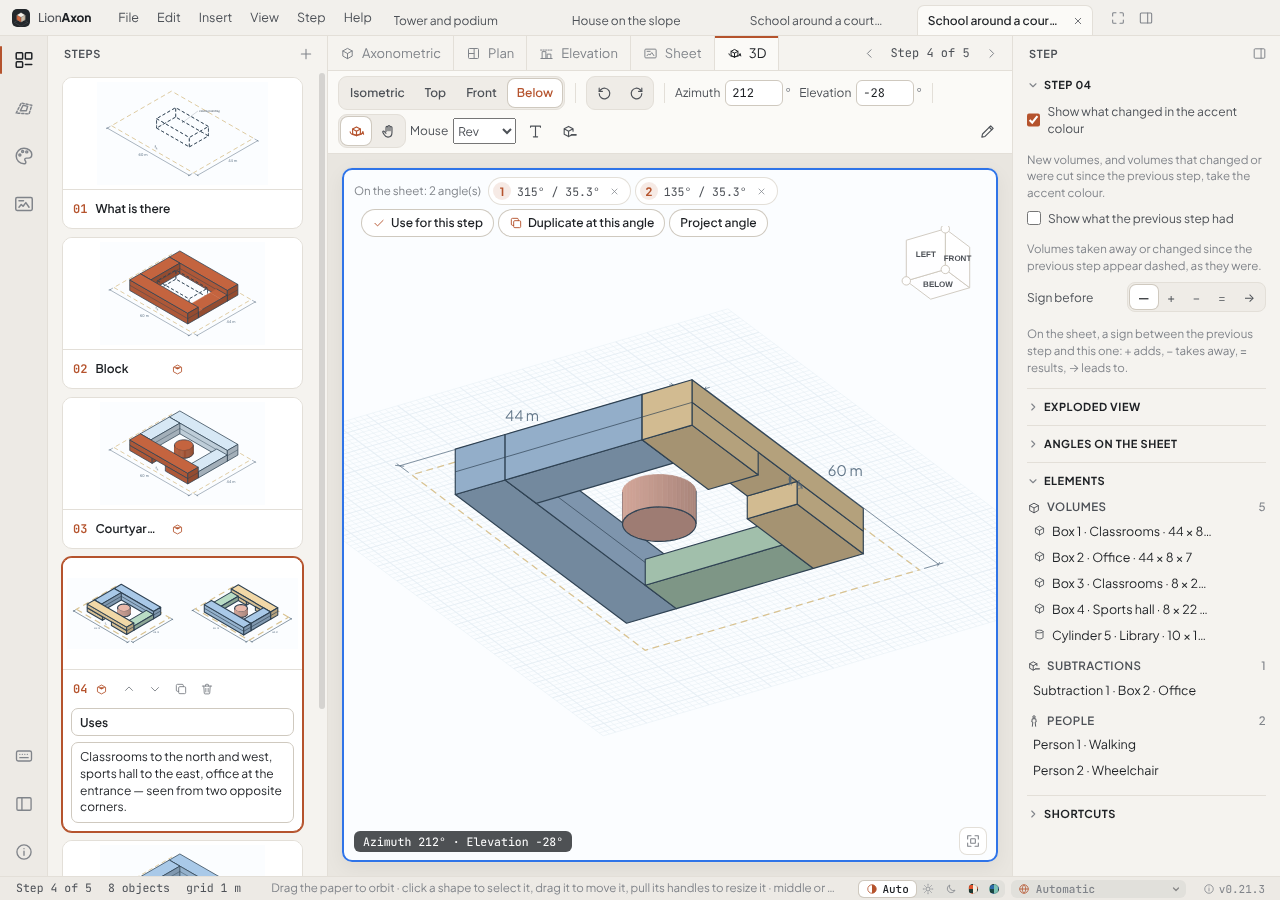 LionAxon File Edit Insert View Step Help
Tower and podium House on the slope School around a court… School around a cour…
STEPS
01 What is there
02 Block
03 Courtyar…
04
Uses
Classrooms to the north and west,
sports hall to the east, office at the
entrance — seen from two opposite
corners.
Axonometric Plan Elevation Sheet 3D Step 4 of 5
Isometric Top Front Below Azimuth 212 ° Elevation -28 °
Mouse Rev
On the sheet: 2 angle(s) 1 315° / 35.3° 2 135° / 35.3°
Use for this step Duplicate at this angle Project angle
LEFT FRONT
BELOW
44 m
60 m
Azimuth 212° · Elevation -28°
STEP
STEP 04
Show what changed in the accent
colour
New volumes, and volumes that changed or
were cut since the previous step, take the
accent colour.
Show what the previous step had
Volumes taken away or changed since the
previous step appear dashed, as they were.
Sign before — + − = →
On the sheet, a sign between the previous
step and this one: + adds, − takes away, =
results, → leads to.
EXPLODED VIEW
ANGLES ON THE SHEET
ELEMENTS
VOLUMES 5
Box 1 · Classrooms · 44 × 8…
Box 2 · Office · 44 × 8 × 7
Box 3 · Classrooms · 8 × 2…
Box 4 · Sports hall · 8 × 22 …
Cylinder 5 · Library · 10 × 1…
SUBTRACTIONS 1
Subtraction 1 · Box 2 · Office
PEOPLE 2
Person 1 · Walking
Person 2 · Wheelchair
SHORTCUTS
Step 4 of 5 8 objects grid 1 m Drag the paper to orbit · click a shape to select it, drag it to move it, pull its handles to resize it · middle or … Auto Automatic v0.21.3